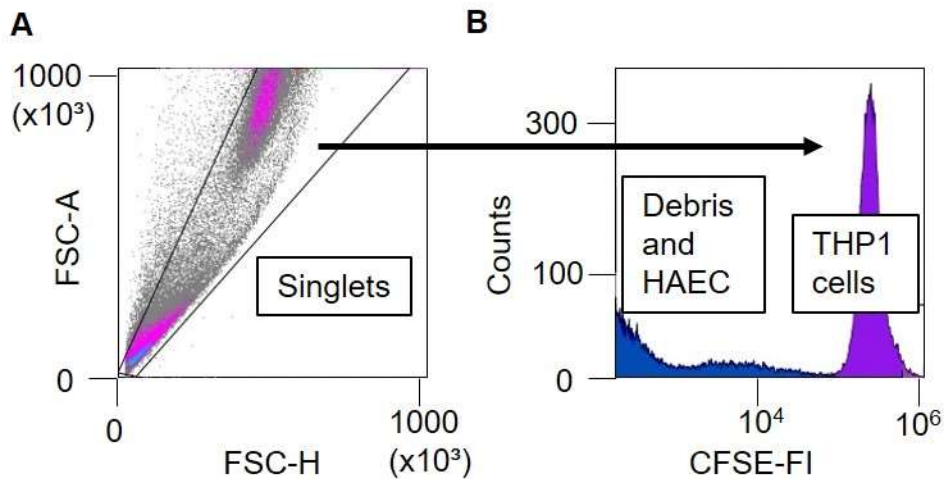 A
1000
(x10³)
FSC-A
0
Singlets
0
1000
(x10³)
FSC-H
B
300
Counts
100
0
Debris
and
HAEC
THP1
cells
10⁴
10⁶
CFSE-FI